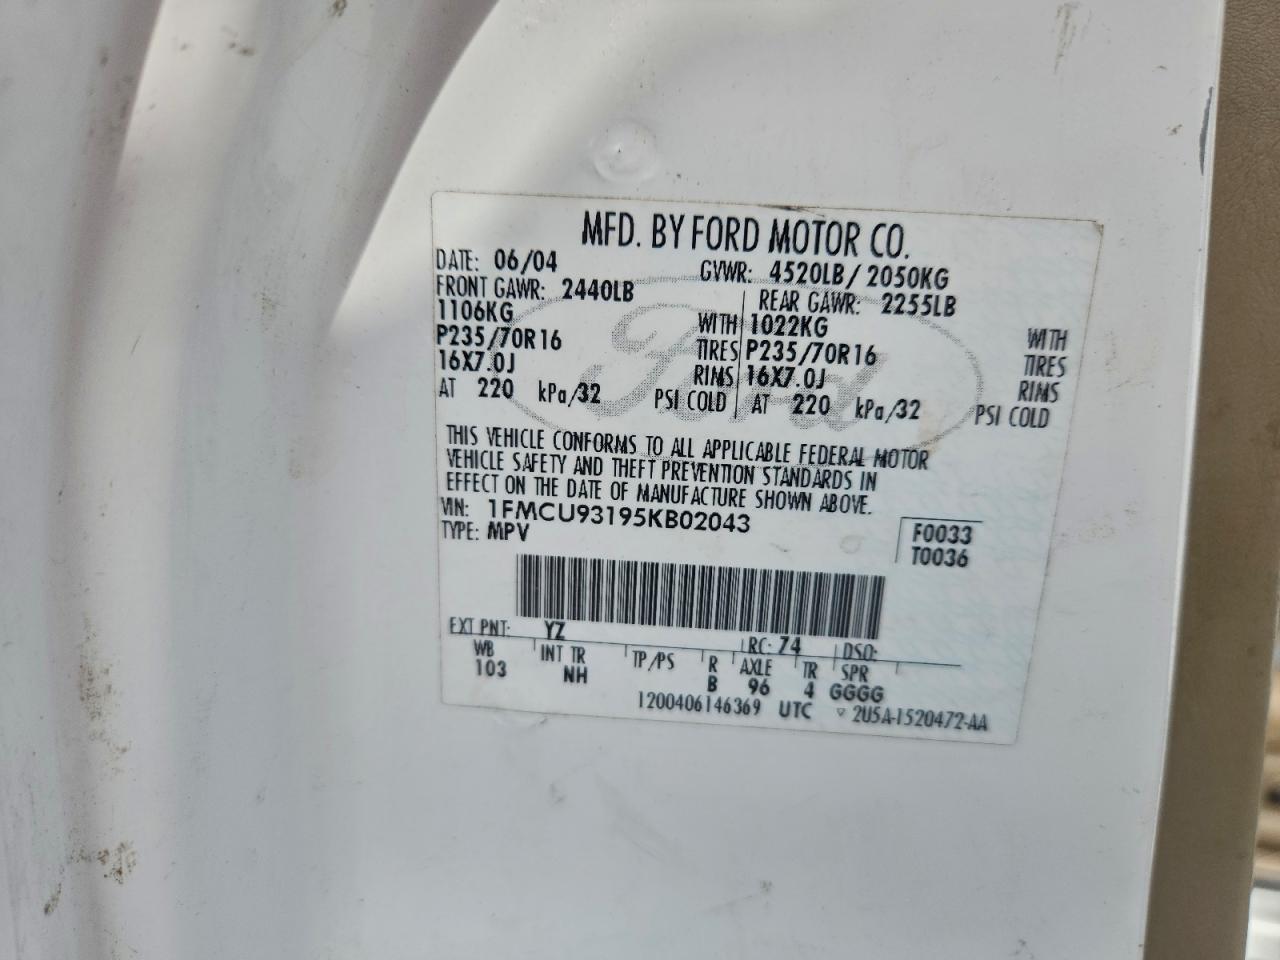 MFD. BY FORD MOTOR CO.
DATE: 06/04 GVWR: 4520LB/ 2050KG
FRONT GAWR: 2440LB REAR GAWR: 2255LB
1106KG WITH 1022KG WITH
P235/70R16 TIRES P235/70R16 TIRES
16X7.0J RIMS 16X7.0J RIMS
AT 220 kPa/32 PSI COLD AT 220 kPa/32 PSI COLD
Ford
THIS VEHICLE CONFORMS TO ALL APPLICABLE FEDERAL MOTOR
VEHICLE SAFETY AND THEFT PREVENTION STANDARDS IN
EFFECT ON THE DATE OF MANUFACTURE SHOWN ABOVE.
VIN: 1FMCU93195KB02043
TYPE: MPV
F0033
T0036
EXT PNT: YZ RC: 74 DSO:
WB INT TR TP/PS R AXLE TR SPR
103 NH B 96 4 GGGG
1200406146369 UTC ▽ 2U5A-1520472-AA